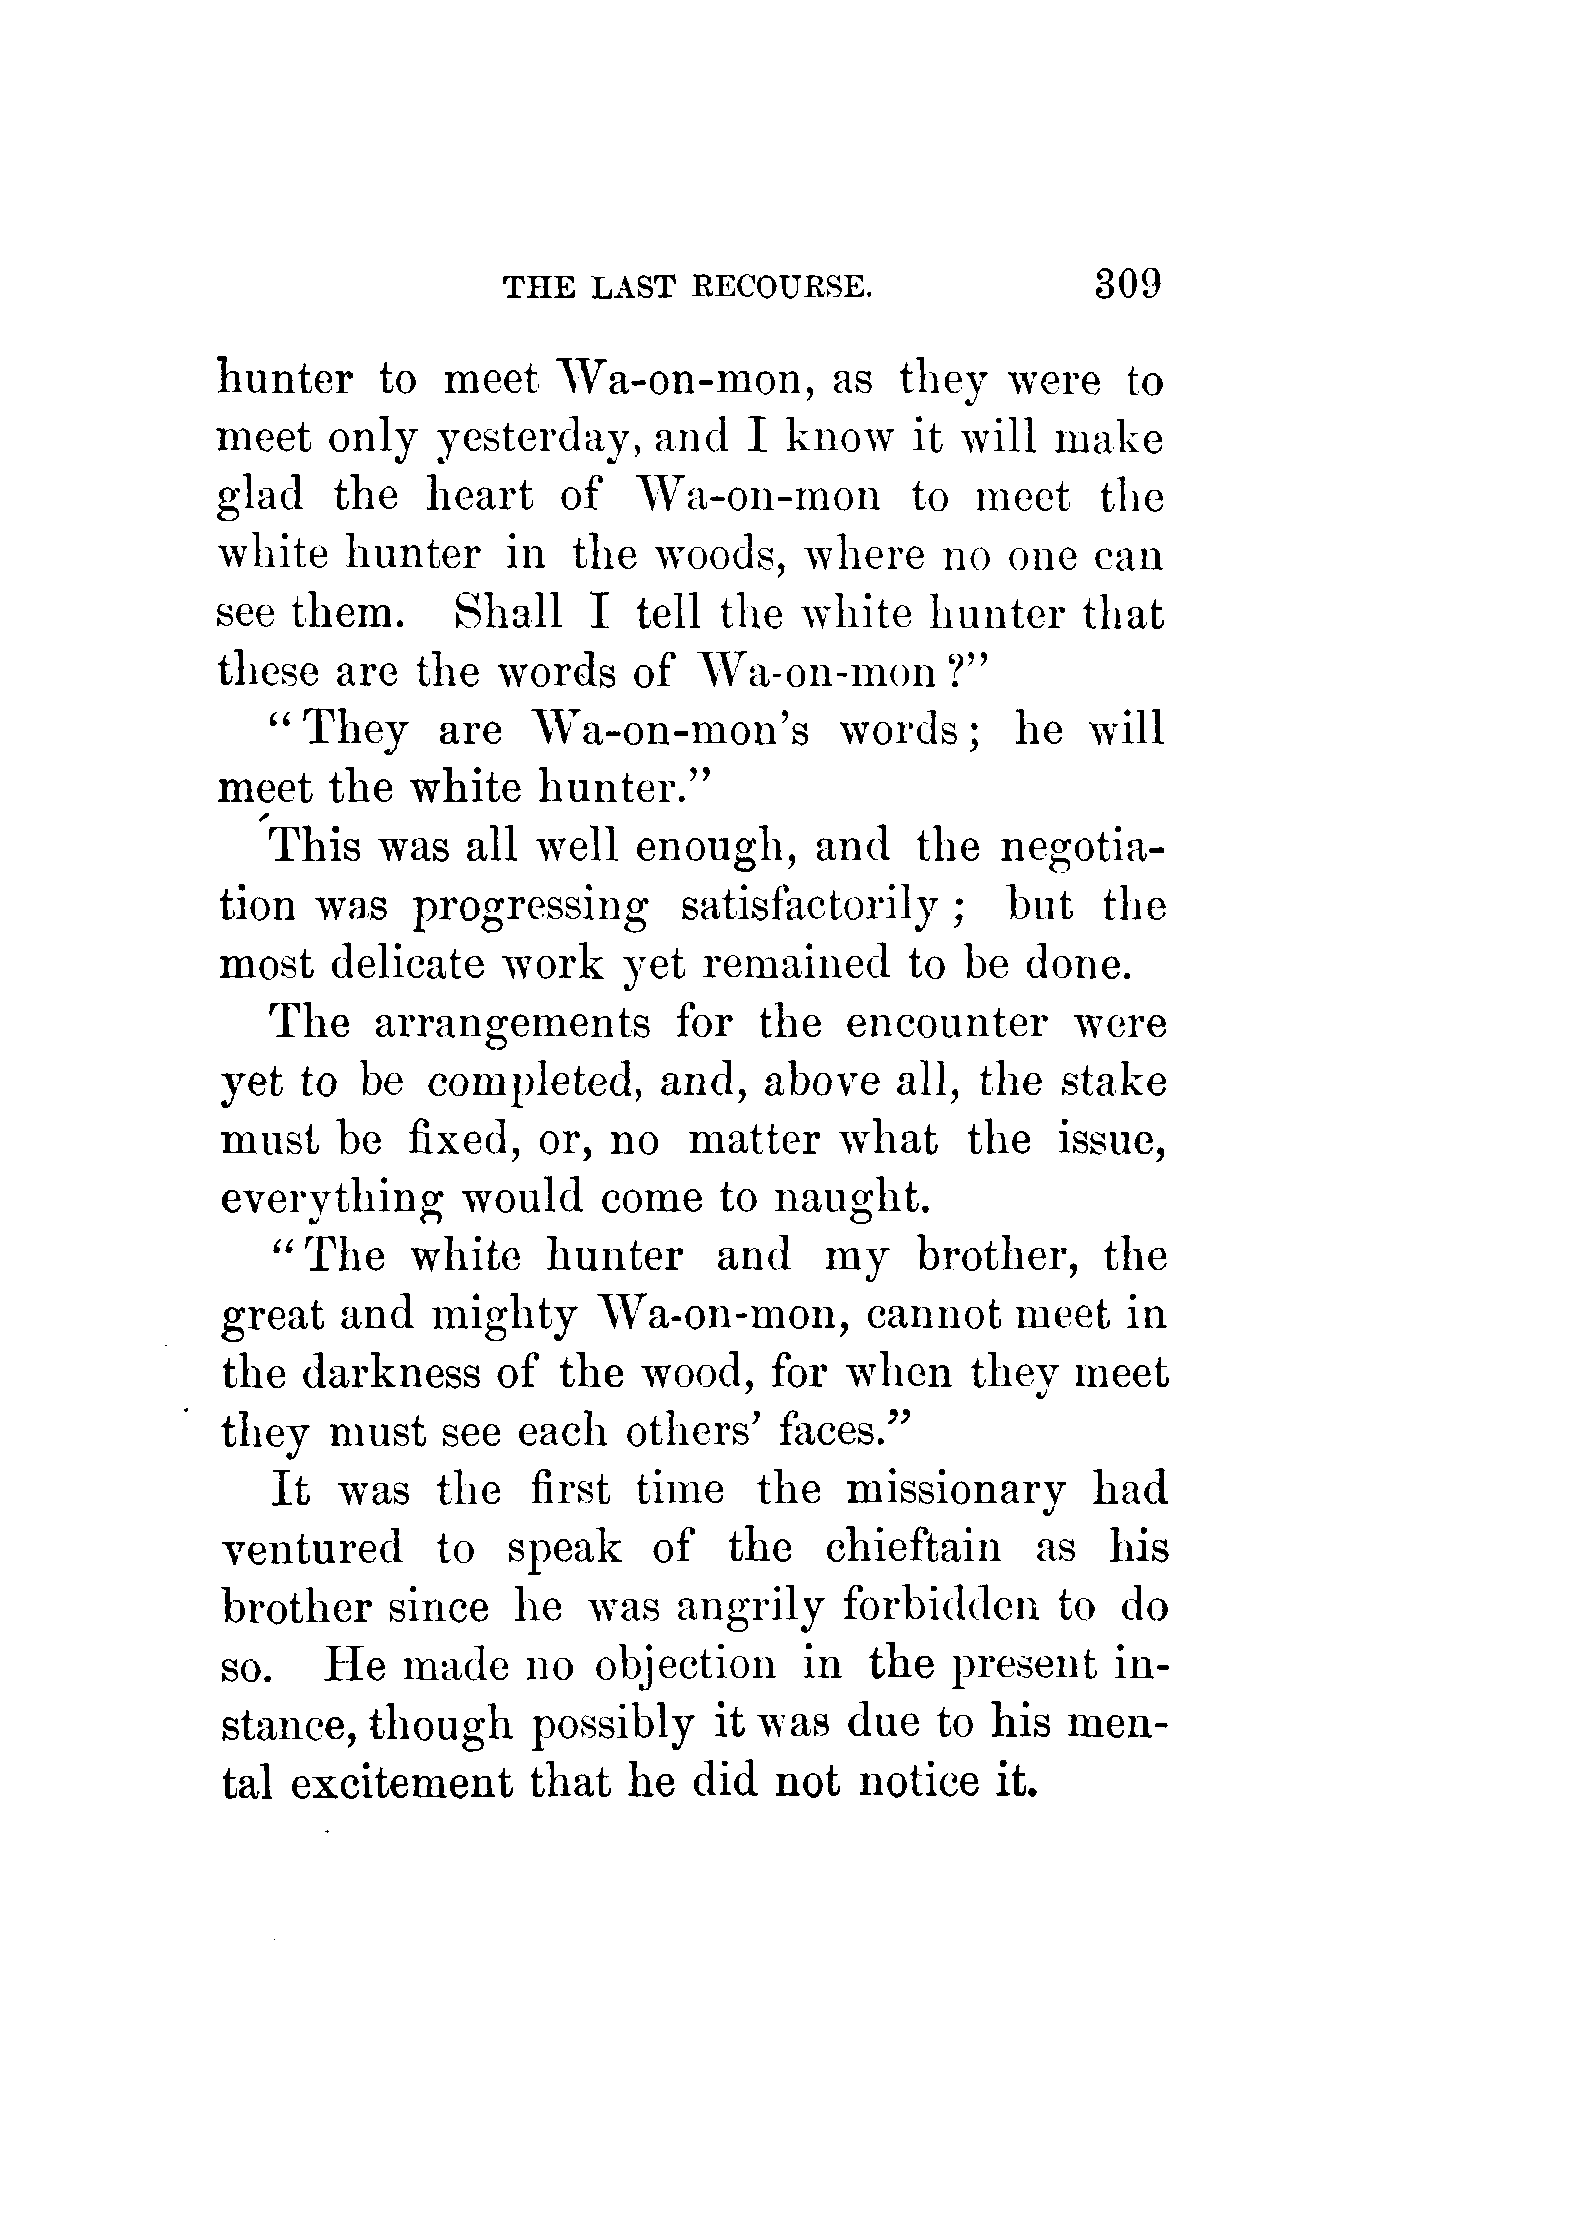 THE LAST RECOURSE. 309
hunter to meet Wa-on-mon, as they were to
meet only yesterday, and I know it will make
glad the heart of Wa-on-mon to meet the
white hunter in the woods, where no one can
see them. Shall I tell the white hunter that
these are the words of Wa-on-mon?"
"They are Wa-on-mon's words; he will
meet the white hunter."
This was all well enough, and the negotia-
tion was progressing satisfactorily; but the
most delicate work yet remained to be done.
The arrangements for the encounter were
yet to be completed, and, above all, the stake
must be fixed, or, no matter what the issue,
everything would come to naught.
"The white hunter and my brother, the
great and mighty Wa-on-mon, cannot meet in
the darkness of the wood, for when they meet
they must see each others' faces."
It was the first time the missionary had
ventured to speak of the chieftain as his
brother since he was angrily forbidden to do
so. He made no objection in the present in-
stance, though possibly it was due to his men-
tal excitement that he did not notice it.